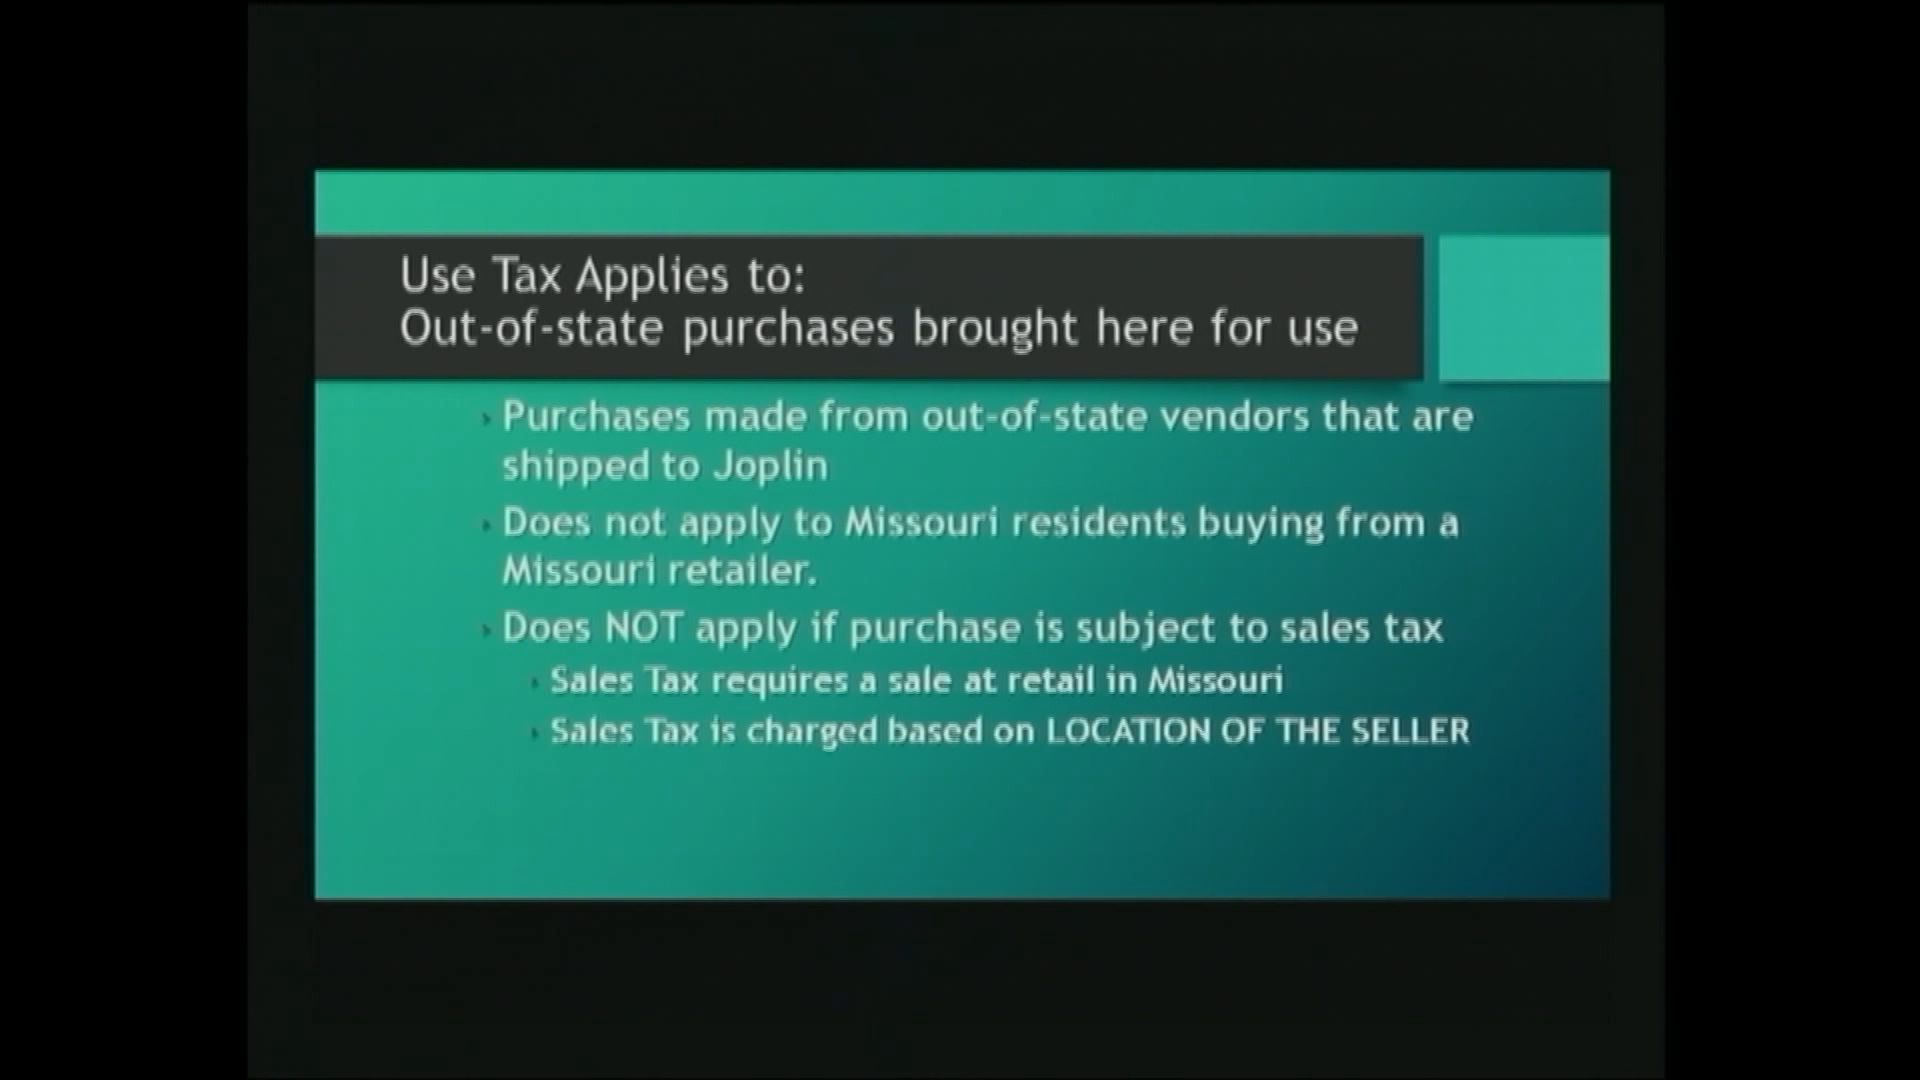 Use Tax Applies to:
Out-of-state purchases brought here for use
Purchases made from out-of-state vendors that are
shipped to Joplin
Does not apply to Missouri residents buying from a
Missouri retailer.
Does NOT apply if purchase is subject to sales tax
Sales Tax requires a sale at retail in Missouri
Sales Tax is charged based on LOCATION OF THE SELLER